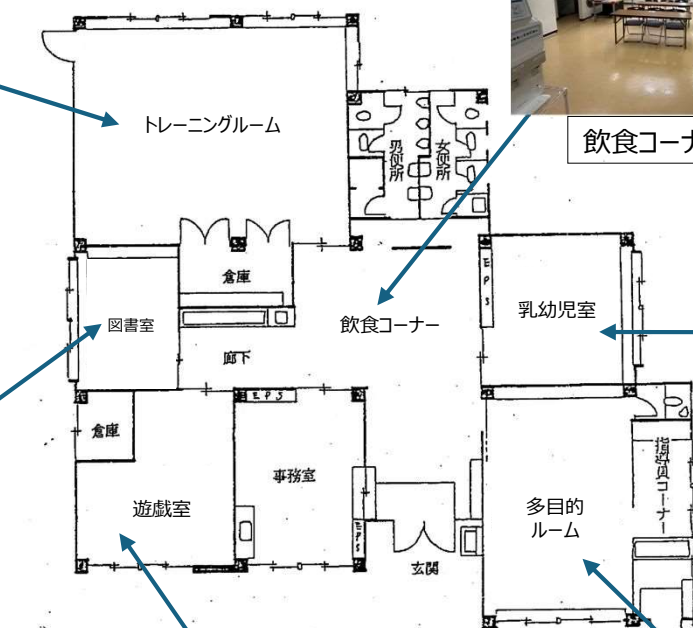 飲食コーナ
トレーニングルーム
男便所
女便所
倉庫
EPS
図書室
飲食コーナー
乳幼児室
廊下
EPS
倉庫
事務室
遊戯室
指導員コーナー
多目的
ルーム
EPS
玄関